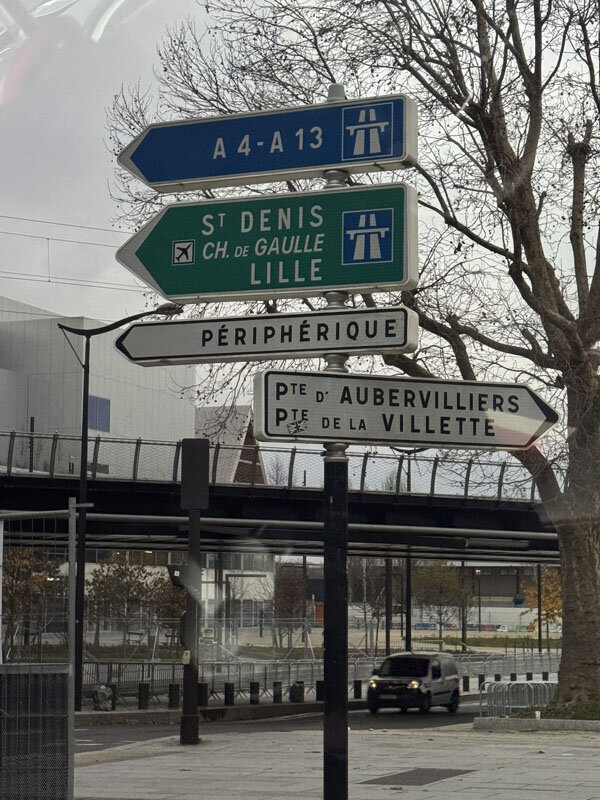 A 4 - A 13
ST DENIS
CH. DE GAULLE
LILLE
PÉRIPHÉRIQUE
PTE D' AUBERVILLIERS
PTE DE LA VILLETTE